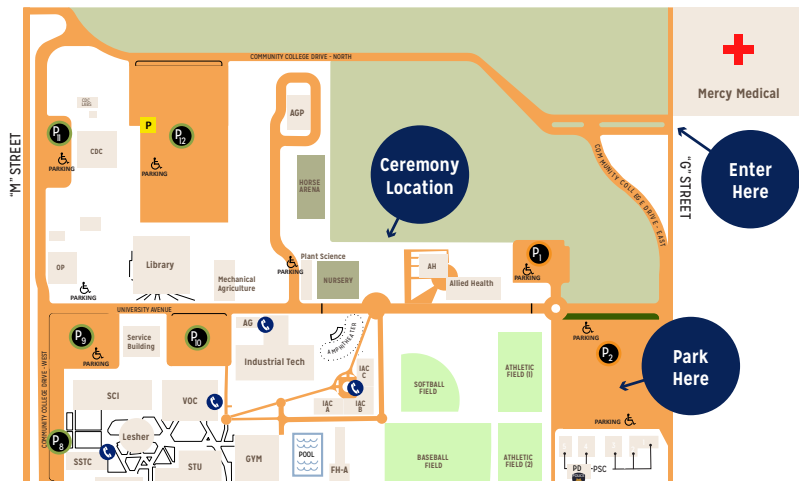 COMMUNITY COLLEGE DRIVE - NORTH
Mercy Medical
"M" STREET
P11
PARKING
CDC
P
P12
PARKING
AGP
HORSE
ARENA
Ceremony
Location
COMMUNITY COLLEGE DRIVE - EAST
"G" STREET
Enter
Here
OP
PARKING
Library
Mechanical
Agriculture
PARKING
Plant Science
NURSERY
AH
Allied Health
P1
PARKING
UNIVERSITY AVENUE
COMMUNITY COLLEGE DRIVE - WEST
P9
PARKING
Service
Building
P10
AG
Industrial Tech
AMPHITHEATER
IAC
C
IAC
A
IAC
B
SOFTBALL
FIELD
ATHLETIC
FIELD (1)
PARKING
P2
Park
Here
SCI
VOC
P8
Lesher
SSTC
STU
GYM
POOL
FH-A
BASEBALL
FIELD
ATHLETIC
FIELD (2)
PARKING
PD
-PSC